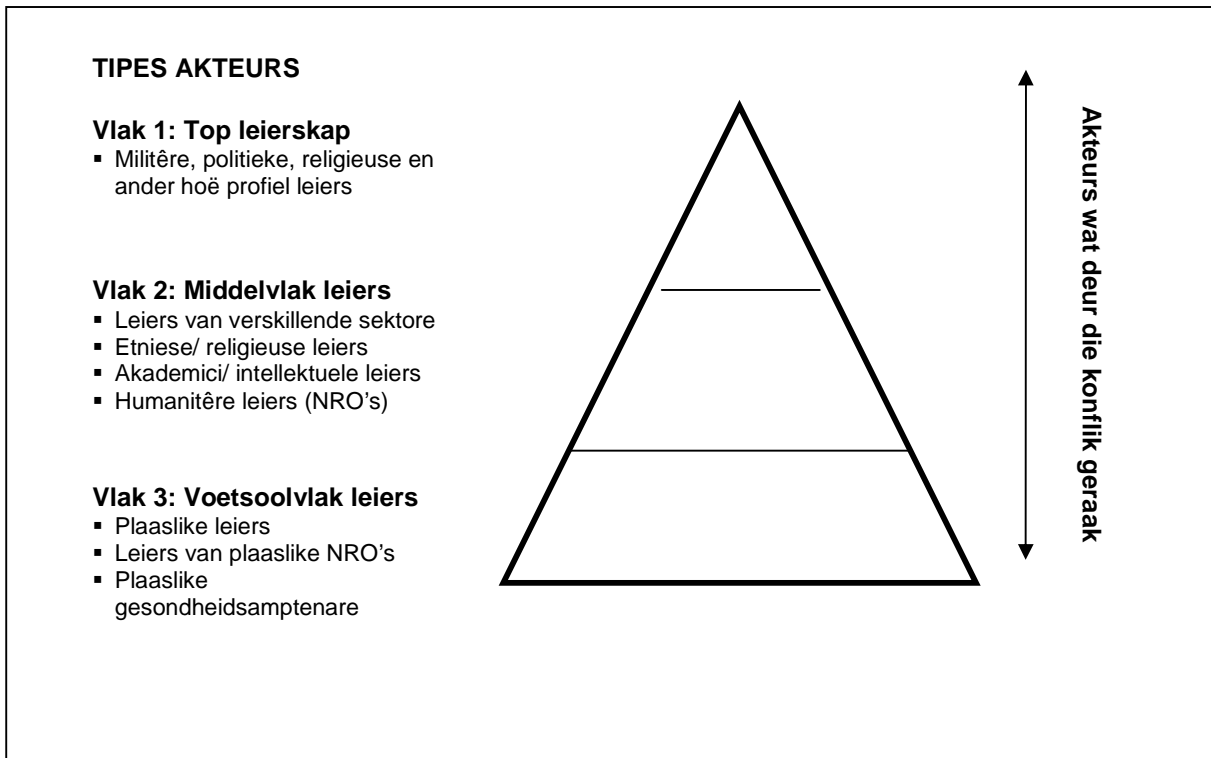 TIPES AKTEURS
Vlak 1: Top leierskap
▪ Militêre, politieke, religieuse en
ander hoë profiel leiers
Vlak 2: Middelvlak leiers
▪ Leiers van verskillende sektore
▪ Etniese/ religieuse leiers
▪ Akademici/ intellektuele leiers
▪ Humanitêre leiers (NRO's)
Vlak 3: Voetsoolvlak leiers
▪ Plaaslike leiers
▪ Leiers van plaaslike NRO's
▪ Plaaslike
gesondheidsamptenare
Akteurs wat deur die konflik geraak